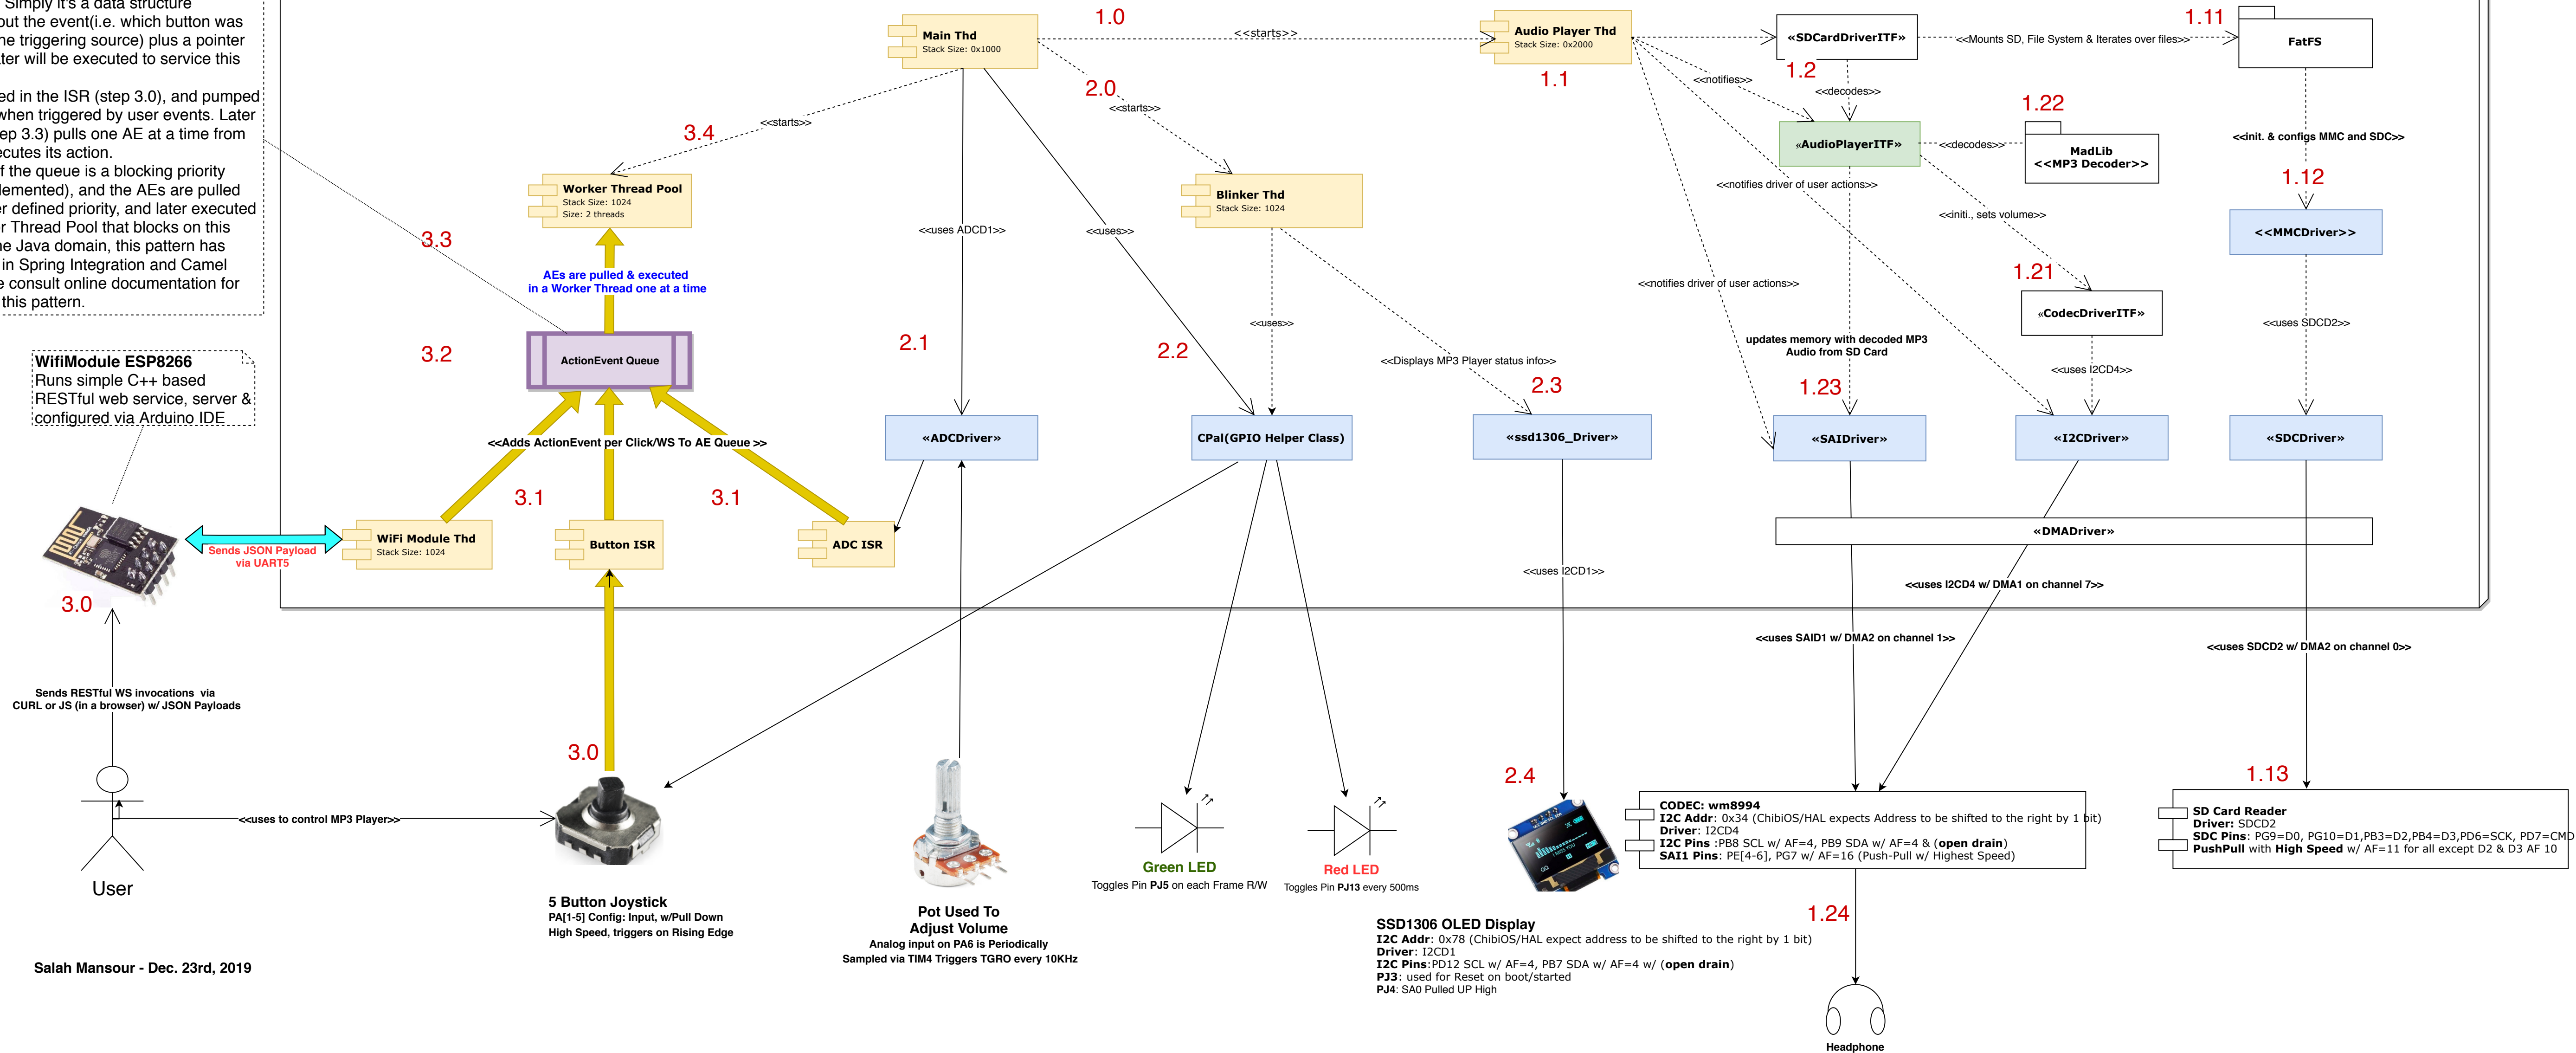 Simply it's a data structure
out the event(i.e. which button was
he triggering source) plus a pointer
ater will be executed to service this
ed in the ISR (step 3.0), and pumped
when triggered by user events. Later
ep 3.3) pulls one AE at a time from
ecutes its action.
of the queue is a blocking priority
lemented), and the AEs are pulled
er defined priority, and later executed
r Thread Pool that blocks on this
he Java domain, this pattern has
in Spring Integration and Camel
e consult online documentation for
this pattern.
WifiModule ESP8266
Runs simple C++ based
RESTful web service, server &
configured via Arduino IDE
Main Thd
Stack Size: 0x1000
1.0
<<starts>>
Audio Player Thd
Stack Size: 0x2000
1.1
«SDCardDriverITF»
1.2
<<Mounts SD, File System & Iterates over files>>
1.11
FatFS
<<notifies>>
<<decodes>>
2.0
<<starts>>
3.4
<<starts>>
1.22
«AudioPlayerITF»
<<decodes>>
MadLib
<<MP3 Decoder>>
<<init. & configs MMC and SDC>>
1.12
<<MMCDriver>>
Worker Thread Pool
Stack Size: 1024
Size: 2 threads
Blinker Thd
Stack Size: 1024
<<notifies driver of user actions>>
<<initi., sets volume>>
<<uses ADCD1>>
<<uses>>
3.3
AEs are pulled & executed
in a Worker Thread one at a time
<<notifies driver of user actions>>
1.21
«CodecDriverITF»
<<uses>>
<<uses SDCD2>>
3.2
ActionEvent Queue
2.1
2.2
<<Displays MP3 Player status info>>
2.3
updates memory with decoded MP3
Audio from SD Card
1.23
<<uses I2CD4>>
<<Adds ActionEvent per Click/WS To AE Queue >>
«ADCDriver»
CPal(GPIO Helper Class)
«ssd1306_Driver»
«SAIDriver»
«I2CDriver»
«SDCDriver»
3.1
3.1
Sends JSON Payload
via UART5
WiFi Module Thd
Stack Size: 1024
Button ISR
ADC ISR
«DMADriver»
<<uses I2CD1>>
<<uses I2CD4 w/ DMA1 on channel 7>>
3.0
<<uses SAID1 w/ DMA2 on channel 1>>
<<uses SDCD2 w/ DMA2 on channel 0>>
Sends RESTful WS invocations via
CURL or JS (in a browser) w/ JSON Payloads
3.0
2.4
1.13
<<uses to control MP3 Player>>
User
5 Button Joystick
PA[1-5] Config: Input, w/Pull Down
High Speed, triggers on Rising Edge
Pot Used To
Adjust Volume
Analog input on PA6 is Periodically
Sampled via TIM4 Triggers TGRO every 10KHz
Green LED
Toggles Pin PJ5 on each Frame R/W
Red LED
Toggles Pin PJ13 every 500ms
CODEC: wm8994
I2C Addr: 0x34 (ChibiOS/HAL expects Address to be shifted to the right by 1 bit)
Driver: I2CD4
I2C Pins :PB8 SCL w/ AF=4, PB9 SDA w/ AF=4 & (open drain)
SAI1 Pins: PE[4-6], PG7 w/ AF=16 (Push-Pull w/ Highest Speed)
SD Card Reader
Driver: SDCD2
SDC Pins: PG9=D0, PG10=D1,PB3=D2,PB4=D3,PD6=SCK, PD7=CMD
PushPull with High Speed w/ AF=11 for all except D2 & D3 AF 10
SSD1306 OLED Display
I2C Addr: 0x78 (ChibiOS/HAL expect address to be shifted to the right by 1 bit)
Driver: I2CD1
I2C Pins:PD12 SCL w/ AF=4, PB7 SDA w/ AF=4 w/ (open drain)
PJ3: used for Reset on boot/started
PJ4: SA0 Pulled UP High
1.24
Headphone
Salah Mansour - Dec. 23rd, 2019